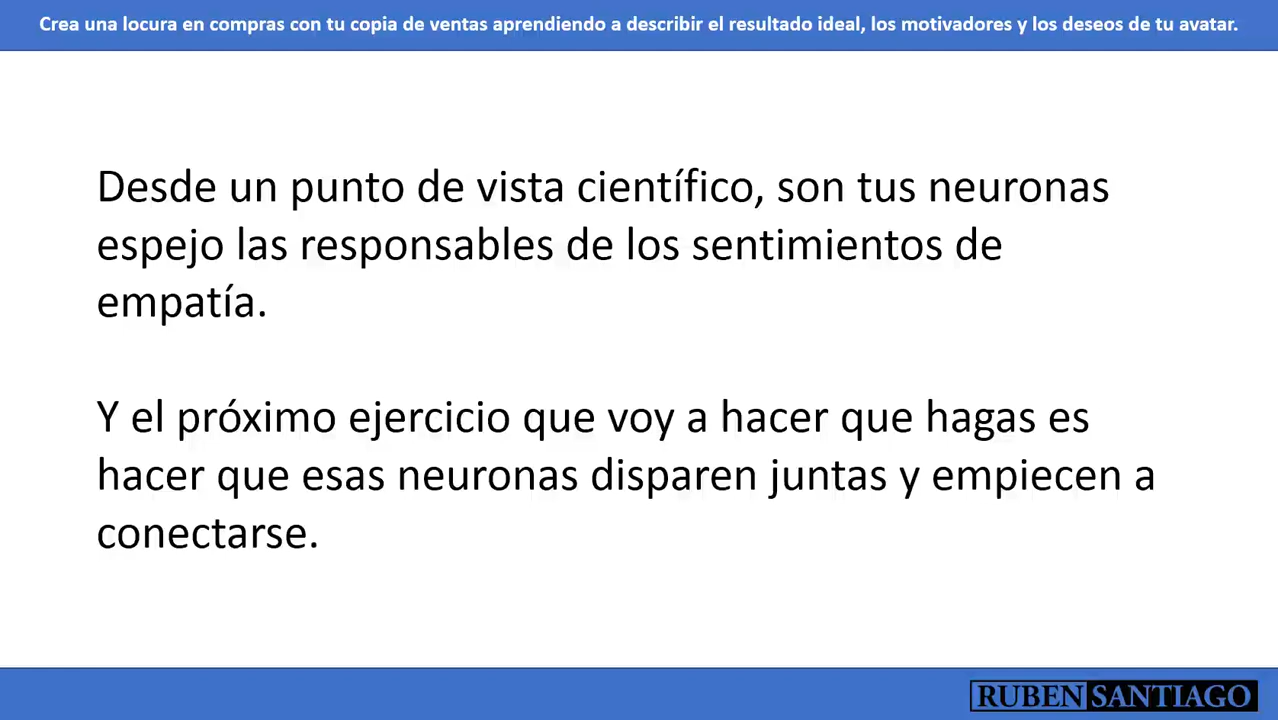 Crea una locura en compras con tu copia de ventas aprendiendo a describir el resultado ideal, los motivadores y los deseos de tu avatar.
Desde un punto de vista científico, son tus neuronas
espejo las responsables de los sentimientos de
empatía.
Y el próximo ejercicio que voy a hacer que hagas es
hacer que esas neuronas disparen juntas y empiecen a
conectarse.
RUBEN SANTIAGO